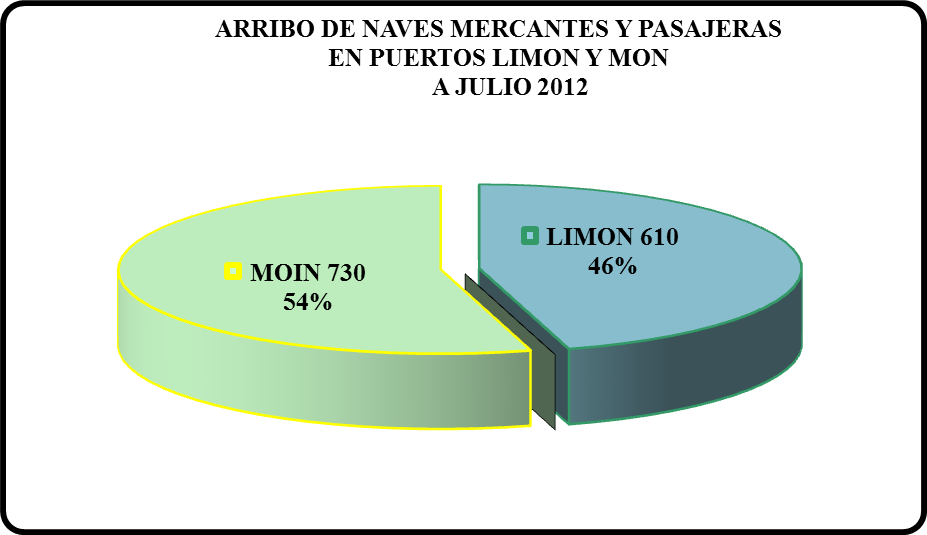 ARRIBO DE NAVES MERCANTES Y PASAJERAS
EN PUERTOS LIMON Y MON
A JULIO 2012
LIMON 610
46%
MOIN 730
54%